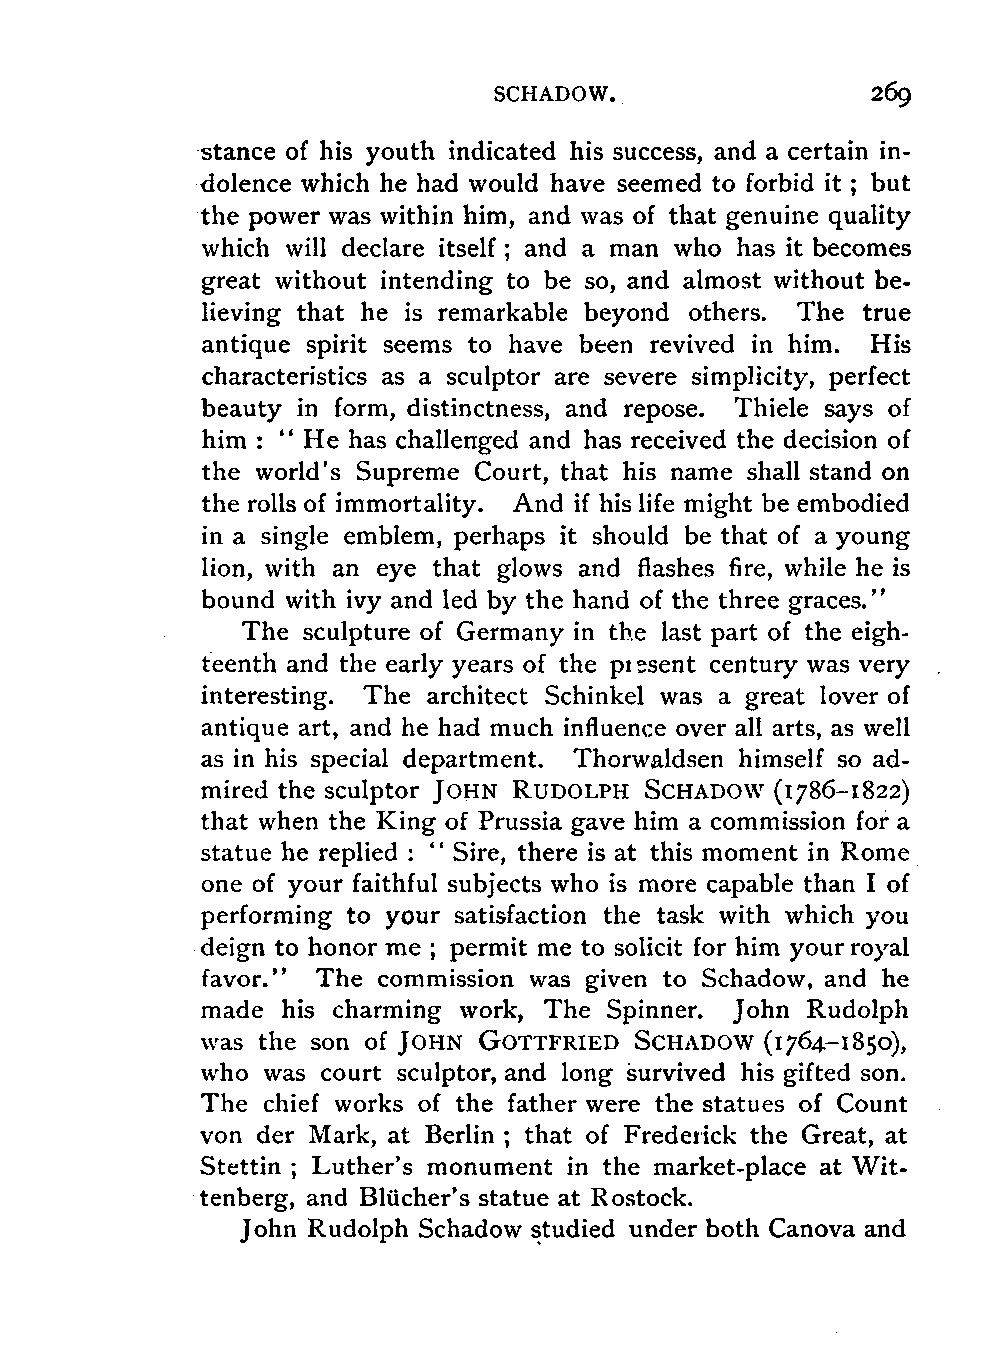 SCHADOW. 269
stance of his youth indicated his success, and a certain in-
dolence which he had would have seemed to forbid it ; but
the power was within him, and was of that genuine quality
which will declare itself ; and a man who has it becomes
great without intending to be so, and almost without be-
lieving that he is remarkable beyond others. The true
antique spirit seems to have been revived in him. His
characteristics as a sculptor are severe simplicity, perfect
beauty in form, distinctness, and repose. Thiele says of
him : “ He has challenged and has received the decision of
the world's Supreme Court, that his name shall stand on
the rolls of immortality. And if his life might be embodied
in a single emblem, perhaps it should be that of a young
lion, with an eye that glows and flashes fire, while he is
bound with ivy and led by the hand of the three graces.”
The sculpture of Germany in the last part of the eigh-
teenth and the early years of the present century was very
interesting. The architect Schinkel was a great lover of
antique art, and he had much influence over all arts, as well
as in his special department. Thorwaldsen himself so ad-
mired the sculptor JOHN RUDOLPH SCHADOW (1786–1822)
that when the King of Prussia gave him a commission for a
statue he replied : “ Sire, there is at this moment in Rome
one of your faithful subjects who is more capable than I of
performing to your satisfaction the task with which you
deign to honor me ; permit me to solicit for him your royal
favor.” The commission was given to Schadow, and he
made his charming work, The Spinner. John Rudolph
was the son of JOHN GOTTFRIED SCHADOW (1764–1850),
who was court sculptor, and long survived his gifted son.
The chief works of the father were the statues of Count
von der Mark, at Berlin ; that of Frederick the Great, at
Stettin ; Luther's monument in the market-place at Wit-
tenberg, and Blücher's statue at Rostock.
John Rudolph Schadow studied under both Canova and